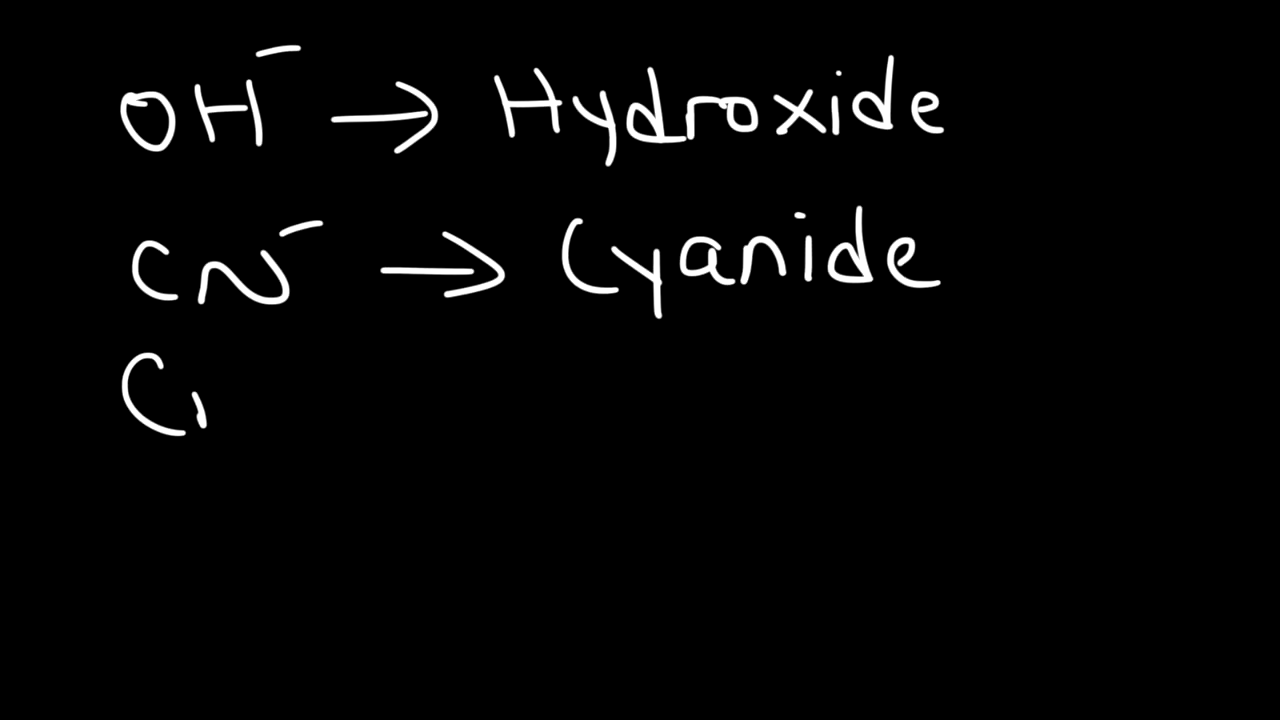 OH⁻ → Hydroxide
CN⁻ → Cyanide
C